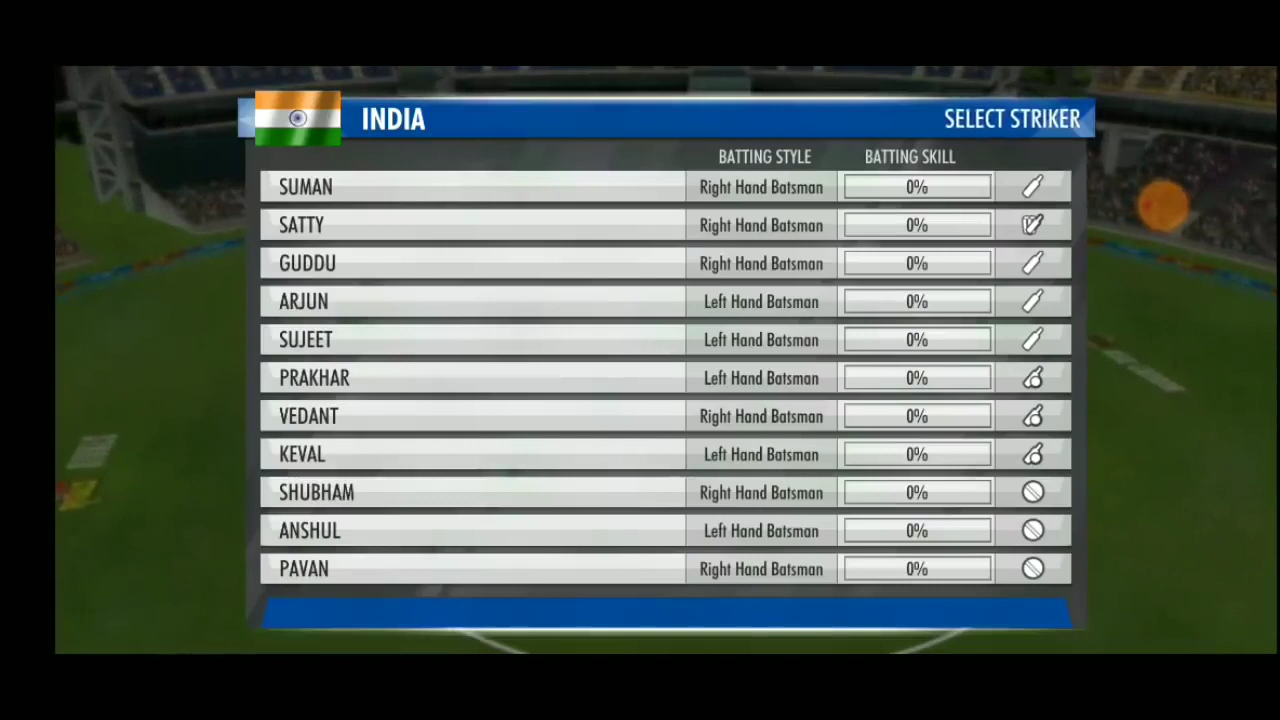 INDIA SELECT STRIKER
BATTING STYLE BATTING SKILL
SUMAN Right Hand Batsman 0%
SATTY Right Hand Batsman 0%
GUDDU Right Hand Batsman 0%
ARJUN Left Hand Batsman 0%
SUJEET Left Hand Batsman 0%
PRAKHAR Left Hand Batsman 0%
VEDANT Right Hand Batsman 0%
KEVAL Left Hand Batsman 0%
SHUBHAM Right Hand Batsman 0%
ANSHUL Left Hand Batsman 0%
PAVAN Right Hand Batsman 0%